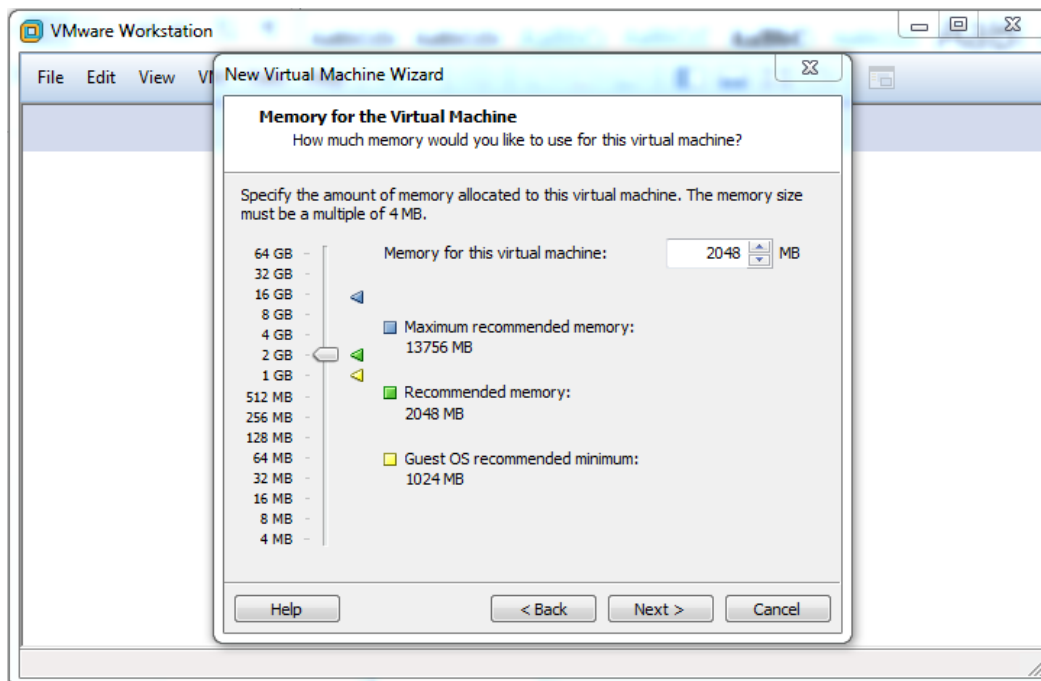 VMware Workstation
File Edit View
New Virtual Machine Wizard
Memory for the Virtual Machine
How much memory would you like to use for this virtual machine?
Specify the amount of memory allocated to this virtual machine. The memory size
must be a multiple of 4 MB.
Memory for this virtual machine: 2048 MB
64 GB
32 GB
16 GB
8 GB
4 GB
2 GB
1 GB
512 MB
256 MB
128 MB
64 MB
32 MB
16 MB
8 MB
4 MB
Maximum recommended memory:
13756 MB
Recommended memory:
2048 MB
Guest OS recommended minimum:
1024 MB
Help < Back Next > Cancel